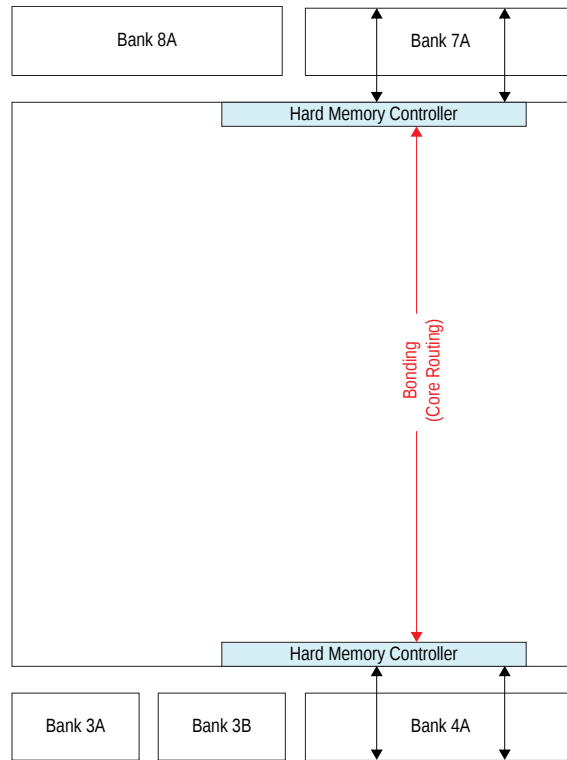 Bank 8A
Bank 7A
Hard Memory Controller
Bonding
(Core Routing)
Hard Memory Controller
Bank 3A
Bank 3B
Bank 4A